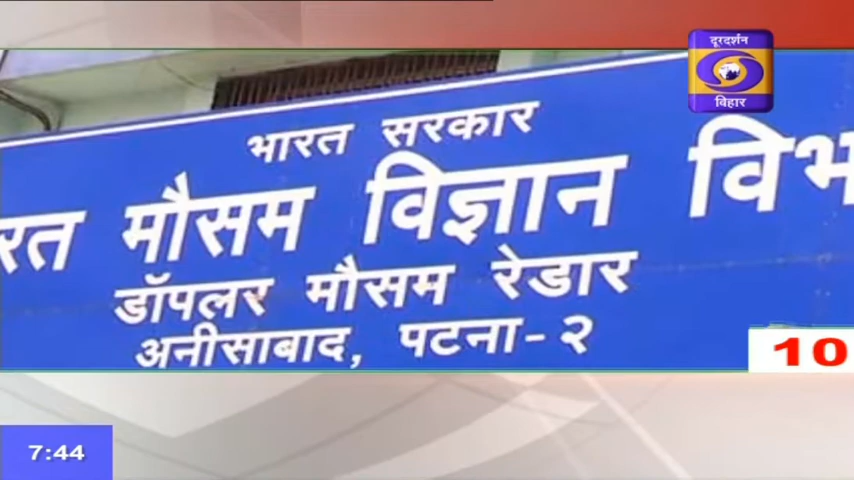 दूरदर्शन
बिहार
भारत सरकार
रत मौसम विज्ञान विभ
डॉपलर मौसम रेडार
अनीसाबाद, पटना-२
10
7:44